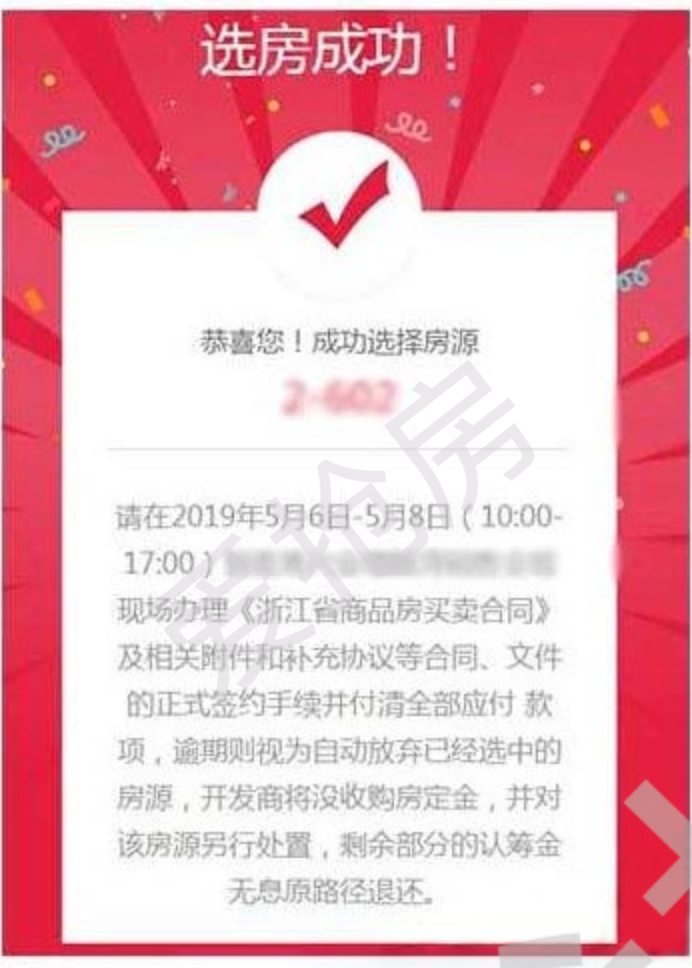 选房成功！
恭喜您！成功选择房源
2-602
请在2019年5月6日-5月8日（10:00-
17:00）
现场办理《浙江省商品房买卖合同》
及相关附件和补充协议等合同、文件
的正式签约手续并付清全部应付 款
项，逾期则视为自动放弃已经选中的
房源，开发商将没收购房定金，并对
该房源另行处置，剩余部分的认筹金
无息原路径退还。
爱抢房